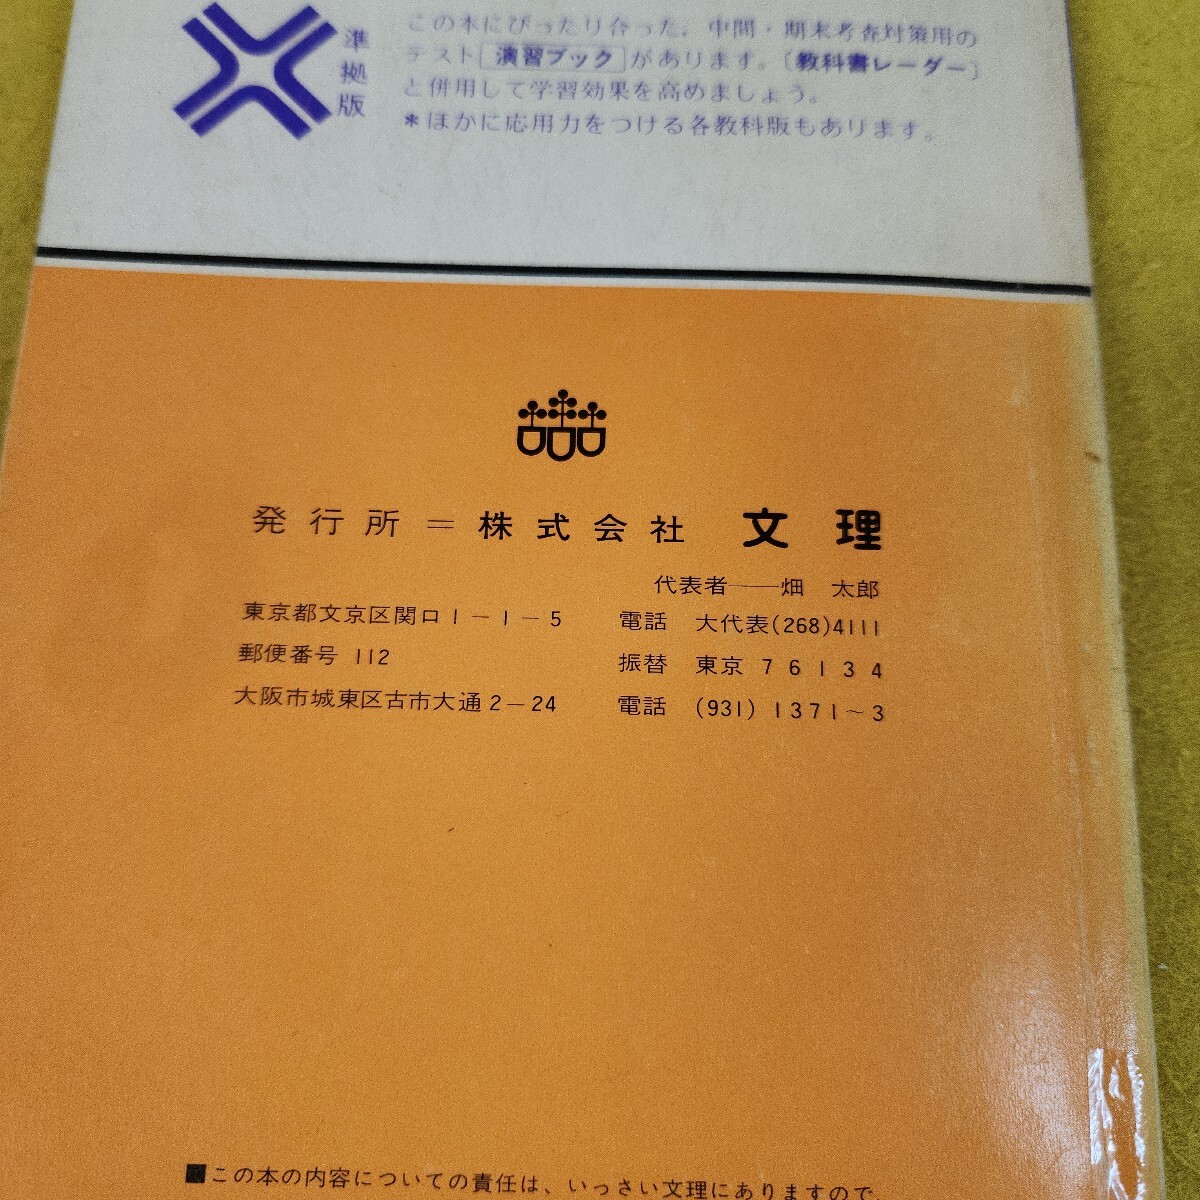 準拠版
この本にぴったり合った,中間・期末考査対策用の
テスト[演習ブック]があります。〔教科書レーダー〕
と併用して学習効果を高めましょう。
*ほかに応用力をつける各教科版もあります。
発行所=株式会社 文理
代表者——畑 太郎
東京都文京区関口1-1-5 電話 大代表(268)4111
郵便番号 112 振替 東京 76134
大阪市城東区古市大通2-24 電話 (931) 1371~3
■この本の内容についての責任は、いっさい文理にありますので、